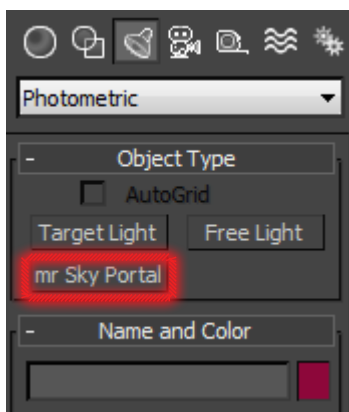 Photometric
- Object Type
AutoGrid
Target Light Free Light
mr Sky Portal
- Name and Color